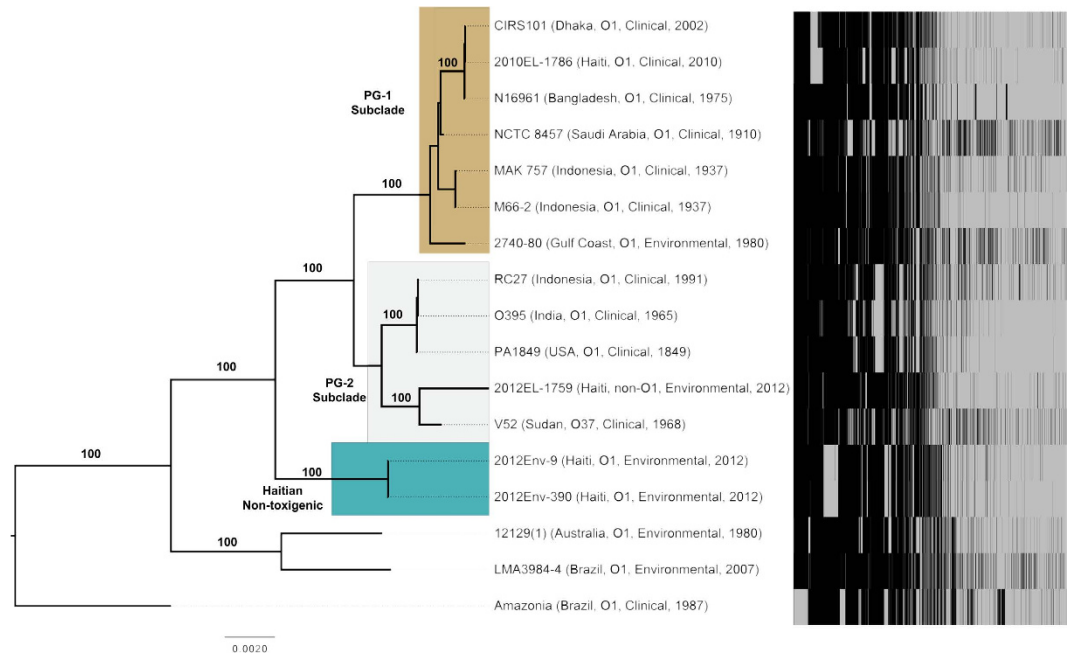 CIRS101 (Dhaka, O1, Clinical, 2002)
100
2010EL-1786 (Haiti, O1, Clinical, 2010)
PG-1
Subclade
N16961 (Bangladesh, O1, Clinical, 1975)
NCTC 8457 (Saudi Arabia, O1, Clinical, 1910)
MAK 757 (Indonesia, O1, Clinical, 1937)
100
M66-2 (Indonesia, O1, Clinical, 1937)
2740-80 (Gulf Coast, O1, Environmental, 1980)
100
RC27 (Indonesia, O1, Clinical, 1991)
100
O395 (India, O1, Clinical, 1965)
PA1849 (USA, O1, Clinical, 1849)
PG-2
Subclade
100
2012EL-1759 (Haiti, non-O1, Environmental, 2012)
V52 (Sudan, O37, Clinical, 1968)
100
2012Env-9 (Haiti, O1, Environmental, 2012)
100
Haitian
Non-toxigenic
2012Env-390 (Haiti, O1, Environmental, 2012)
12129(1) (Australia, O1, Environmental, 1980)
100
LMA3984-4 (Brazil, O1, Environmental, 2007)
Amazonia (Brazil, O1, Clinical, 1987)
0.0020